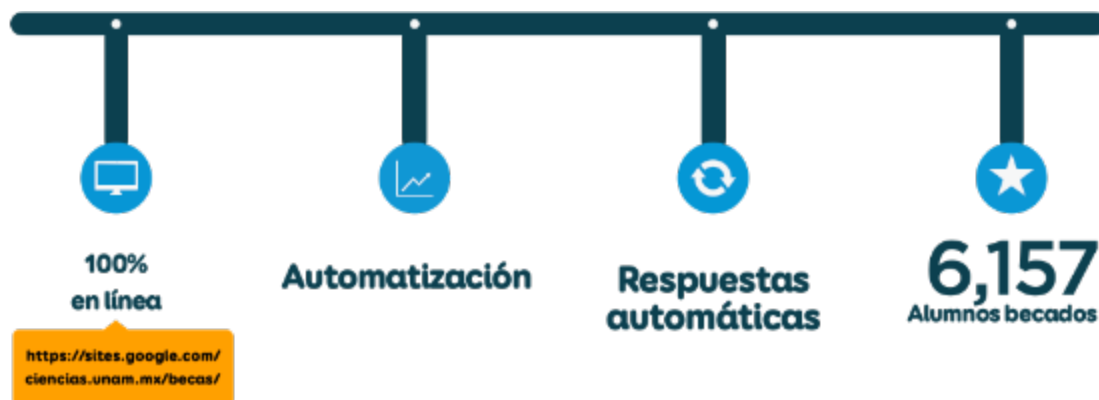 100%
en línea
https://sites.google.com/
ciencias.unam.mx/becas/
Automatización
Respuestas
automáticas
6,157
Alumnos becados